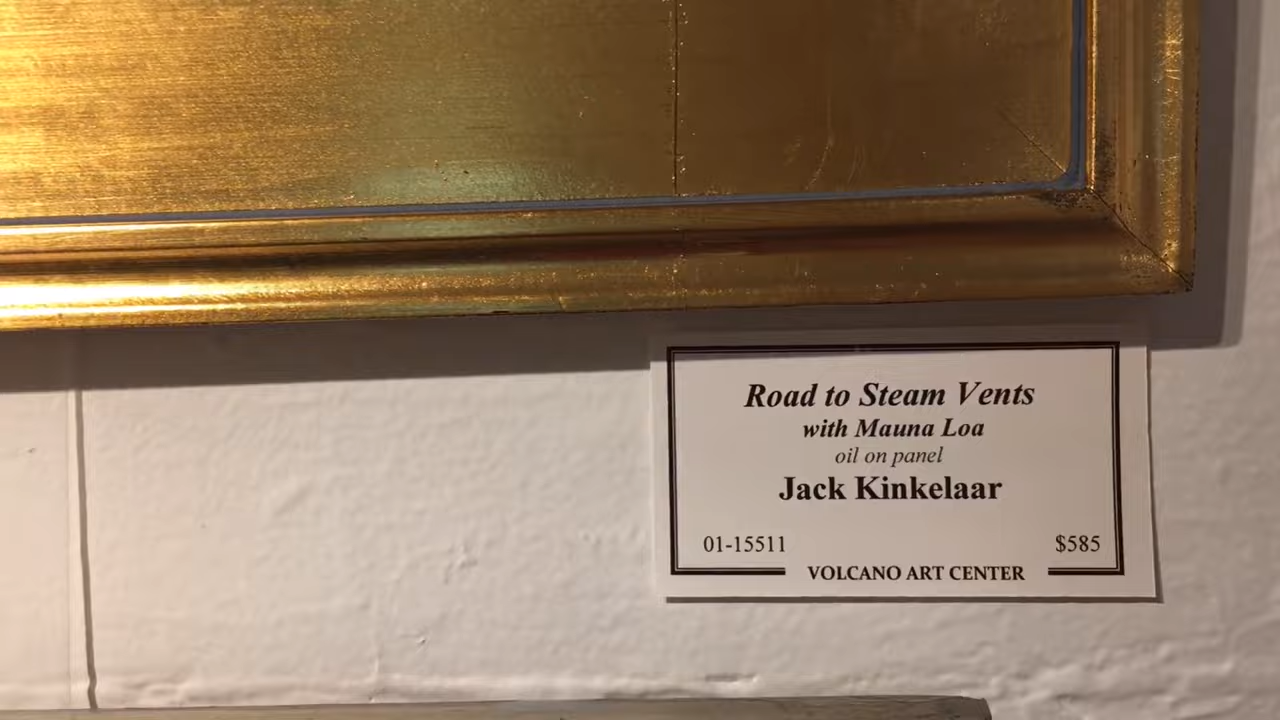 Road to Steam Vents
with Mauna Loa
oil on panel
Jack Kinkelaar
01-15511 $585
VOLCANO ART CENTER